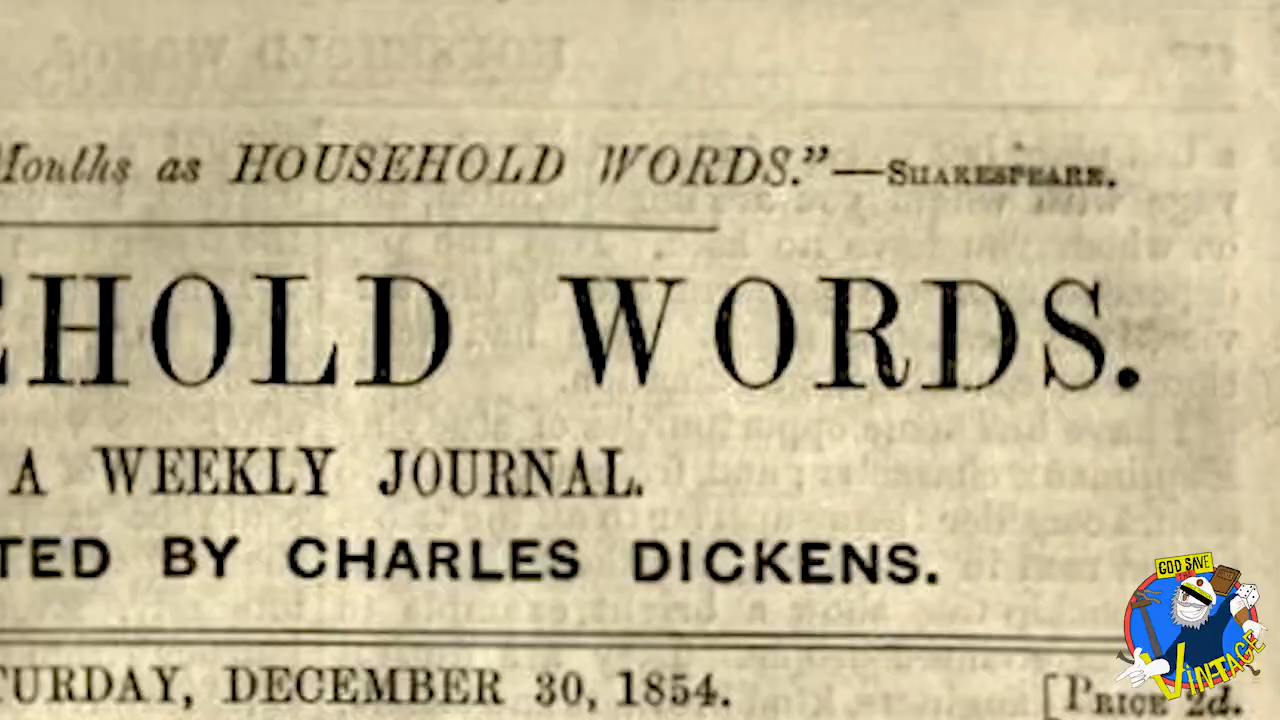 Mouths as HOUSEHOLD WORDS."—SHAKESPEARE.
EHOLD WORDS.
A WEEKLY JOURNAL.
TED BY CHARLES DICKENS.
TURDAY, DECEMBER 30, 1854.
[PRICE 2d.
GOD SAVE
THE
VINTAGE